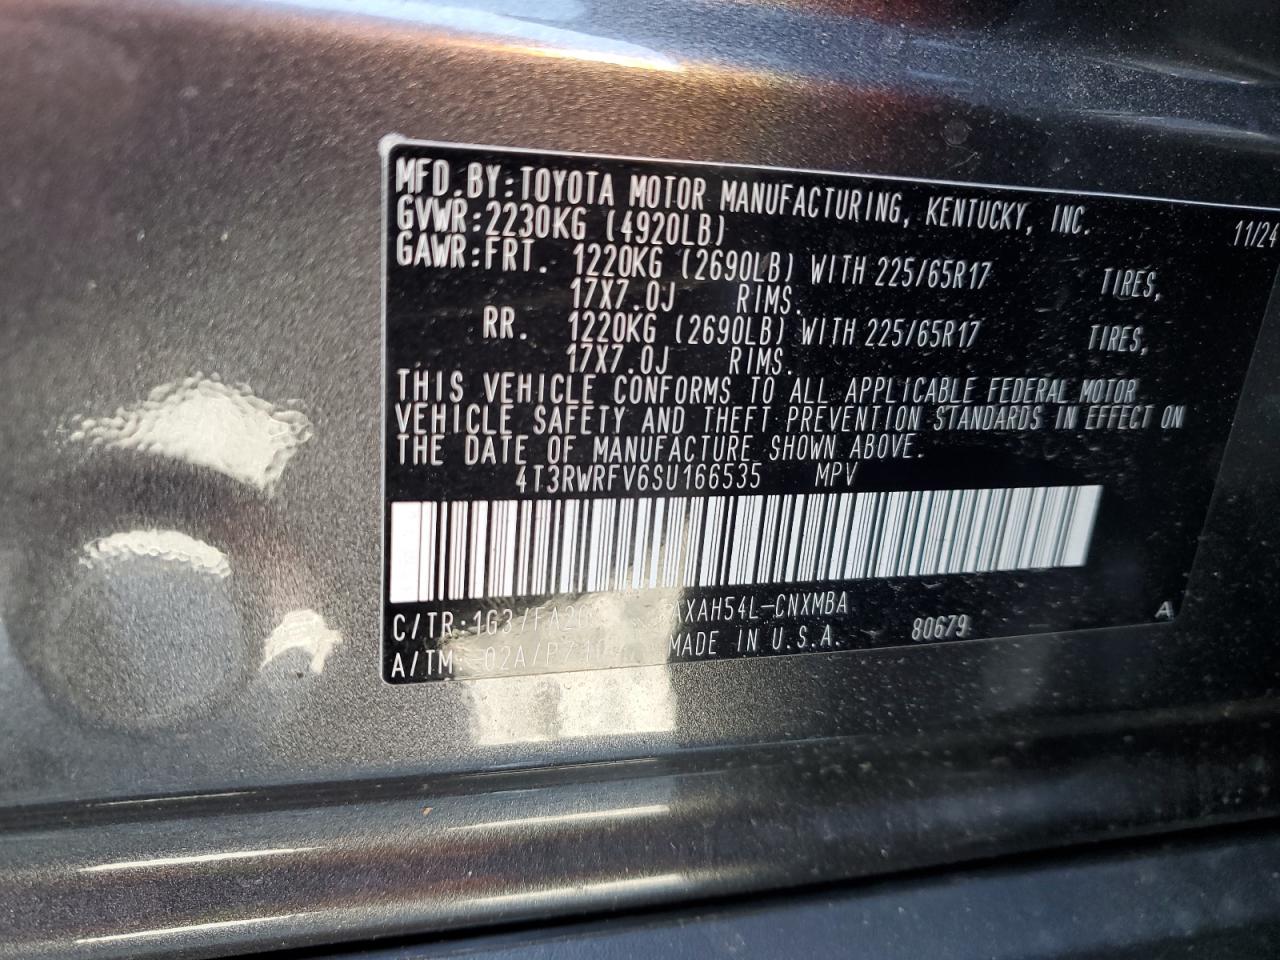 MFD.BY:TOYOTA MOTOR MANUFACTURING, KENTUCKY, INC.
GVWR:2230KG (4920LB) 11/24
GAWR:FRT. 1220KG (2690LB) WITH 225/65R17 TIRES,
17X7.0J RIMS.
RR. 1220KG (2690LB) WITH 225/65R17 TIRES,
17X7.0J RIMS.
THIS VEHICLE CONFORMS TO ALL APPLICABLE FEDERAL MOTOR
VEHICLE SAFETY AND THEFT PREVENTION STANDARDS IN EFFECT ON
THE DATE OF MANUFACTURE SHOWN ABOVE.
4T3RWRFV6SU166535 MPV
C/TR:1G3/
A/TM: MADE IN U.S.A. 80679 A